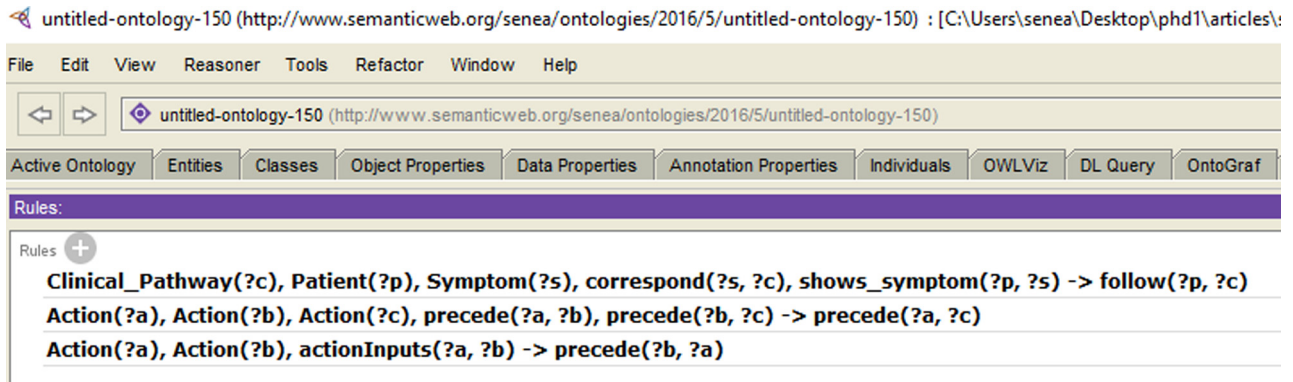 untitled-ontology-150 (http://www.semanticweb.org/senea/ontologies/2016/5/untitled-ontology-150) : [C:\Users\senea\Desktop\phd1\articles\
File Edit View Reasoner Tools Refactor Window Help
untitled-ontology-150 (http://www.semanticweb.org/senea/ontologies/2016/5/untitled-ontology-150)
Active Ontology Entities Classes Object Properties Data Properties Annotation Properties Individuals OWLViz DL Query OntoGraf
Rules:
Rules +
Clinical_Pathway(?c), Patient(?p), Symptom(?s), correspond(?s, ?c), shows_symptom(?p, ?s) -> follow(?p, ?c)
Action(?a), Action(?b), Action(?c), precede(?a, ?b), precede(?b, ?c) -> precede(?a, ?c)
Action(?a), Action(?b), actionInputs(?a, ?b) -> precede(?b, ?a)